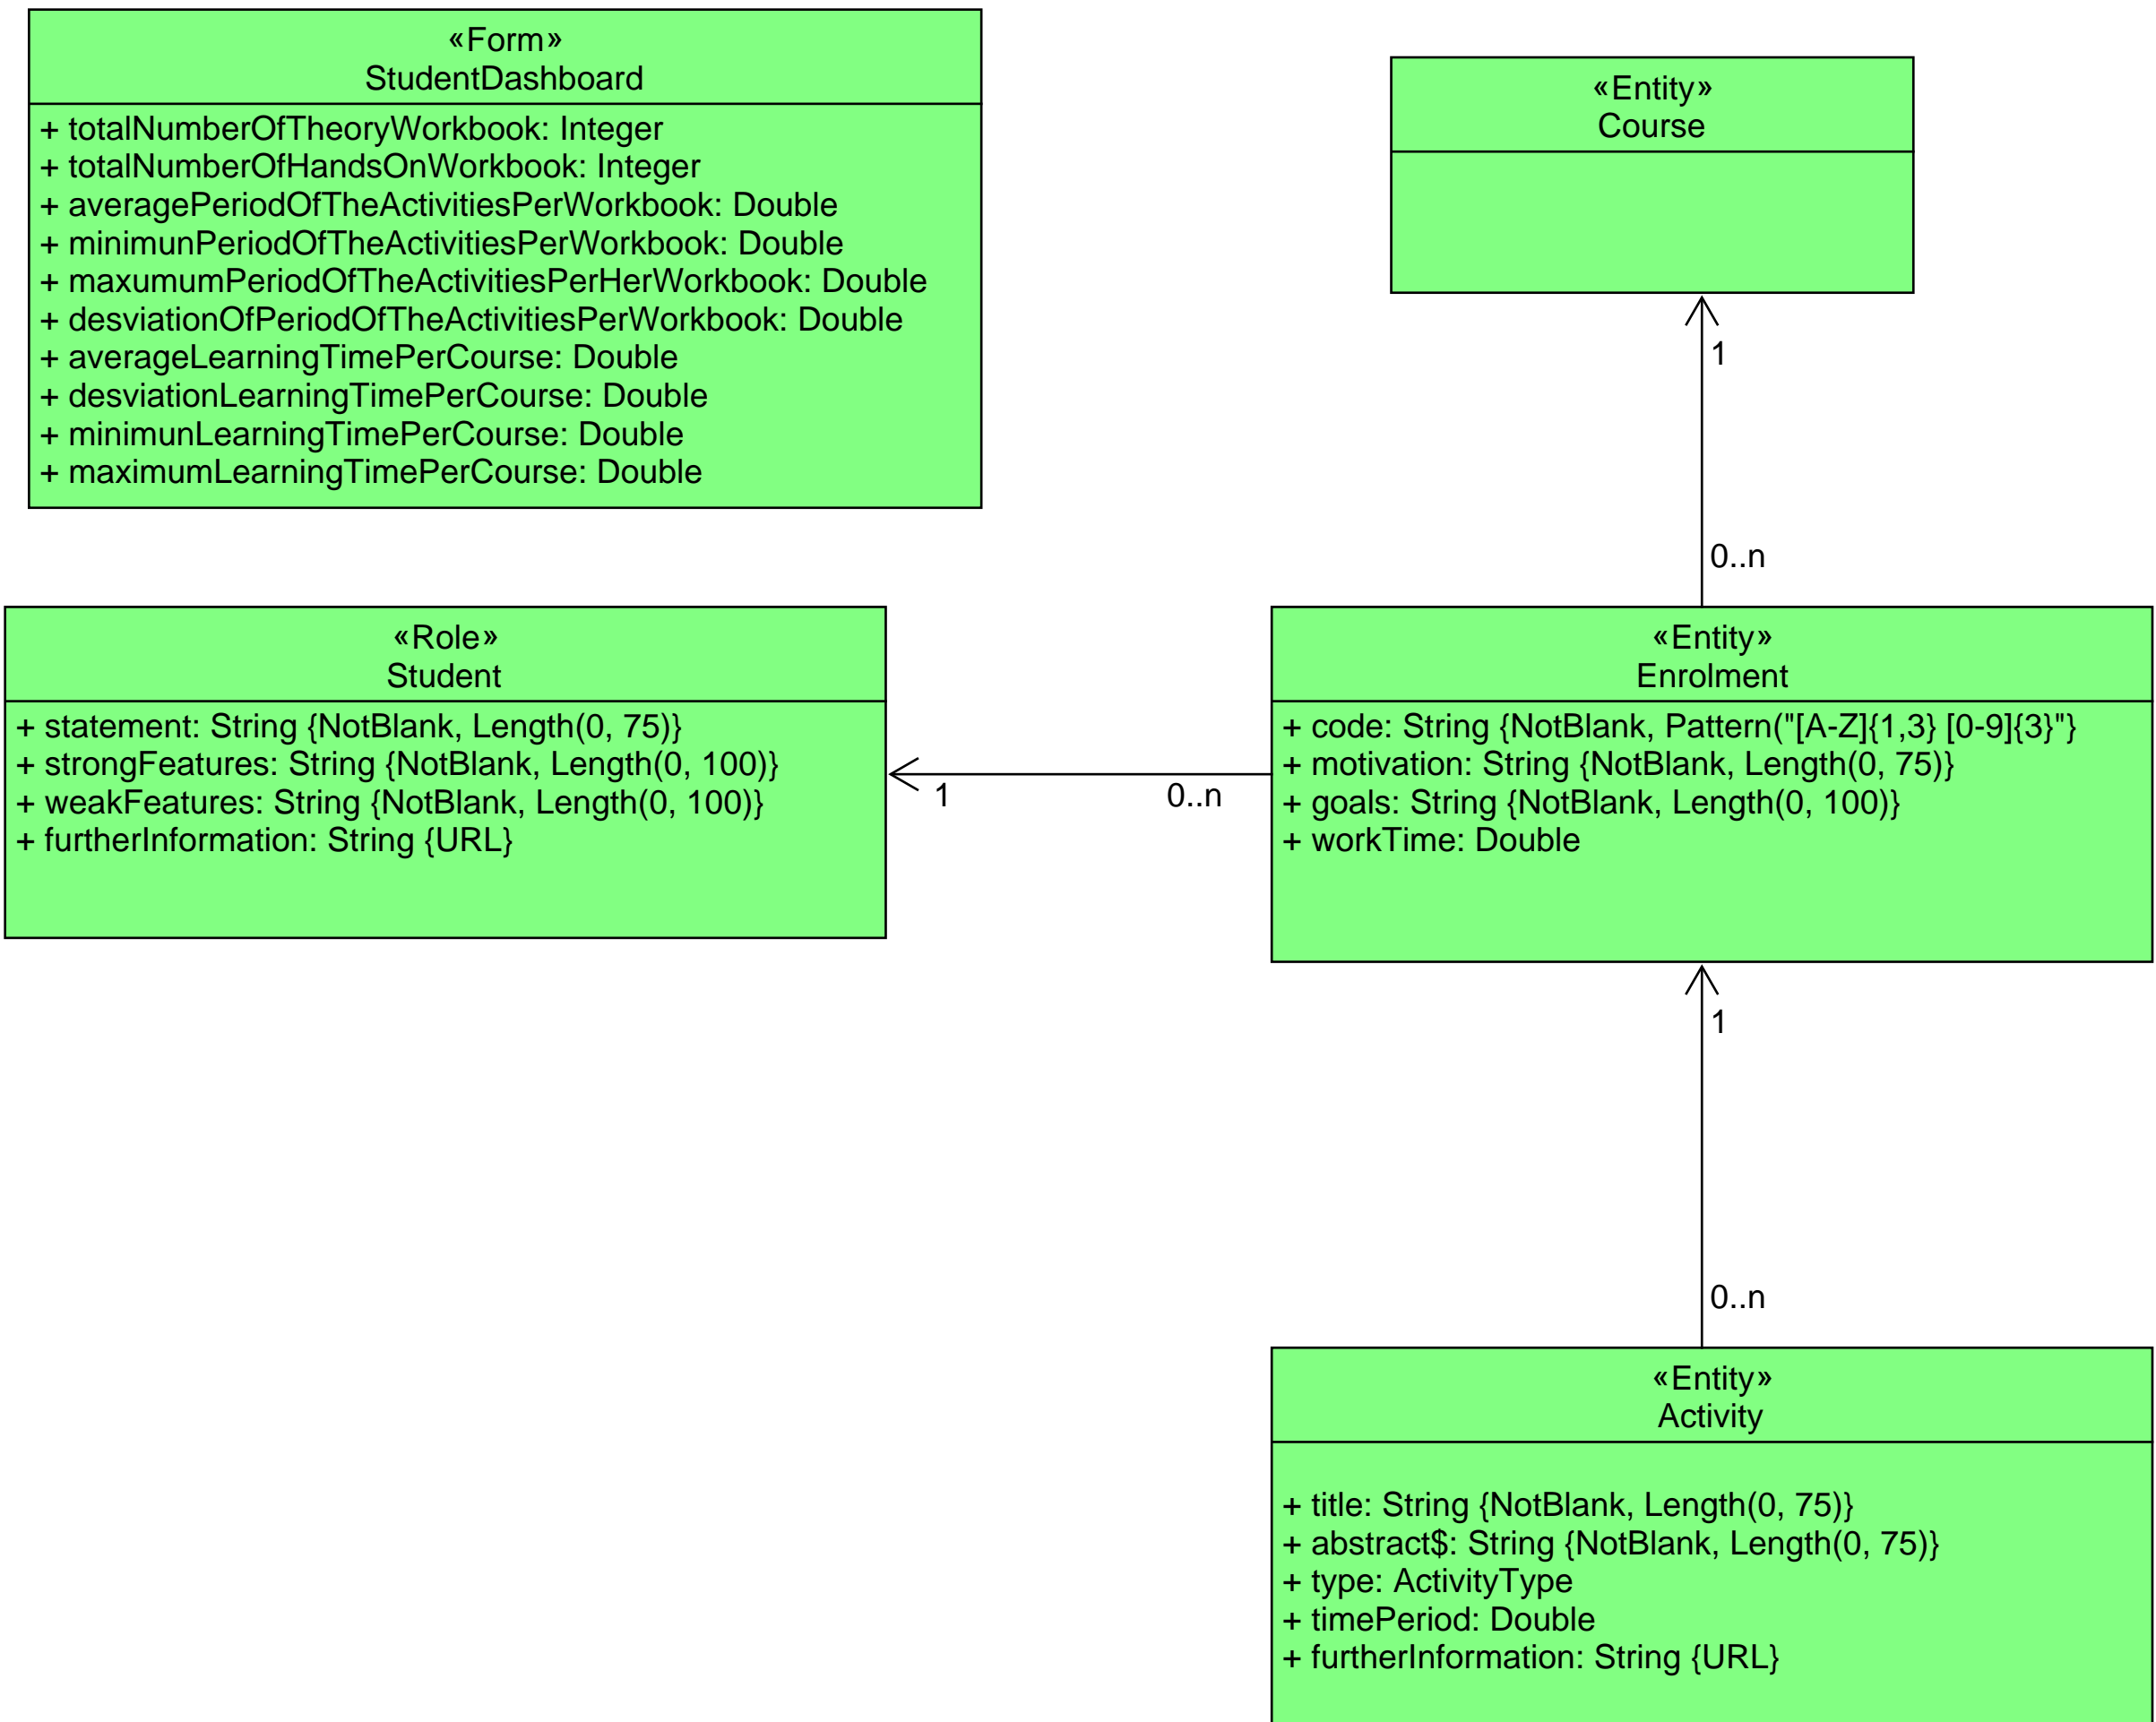 «Form»
StudentDashboard
+ totalNumberOfTheoryWorkbook: Integer
+ totalNumberOfHandsOnWorkbook: Integer
+ averagePeriodOfTheActivitiesPerWorkbook: Double
+ minimunPeriodOfTheActivitiesPerWorkbook: Double
+ maxumumPeriodOfTheActivitiesPerHerWorkbook: Double
+ desviationOfPeriodOfTheActivitiesPerWorkbook: Double
+ averageLearningTimePerCourse: Double
+ desviationLearningTimePerCourse: Double
+ minimunLearningTimePerCourse: Double
+ maximumLearningTimePerCourse: Double
«Entity»
Course
1
0..n
«Role»
Student
+ statement: String {NotBlank, Length(0, 75)}
+ strongFeatures: String {NotBlank, Length(0, 100)}
+ weakFeatures: String {NotBlank, Length(0, 100)}
+ furtherInformation: String {URL}
1
0..n
«Entity»
Enrolment
+ code: String {NotBlank, Pattern("[A-Z]{1,3} [0-9]{3}"}
+ motivation: String {NotBlank, Length(0, 75)}
+ goals: String {NotBlank, Length(0, 100)}
+ workTime: Double
1
0..n
«Entity»
Activity
+ title: String {NotBlank, Length(0, 75)}
+ abstract$: String {NotBlank, Length(0, 75)}
+ type: ActivityType
+ timePeriod: Double
+ furtherInformation: String {URL}